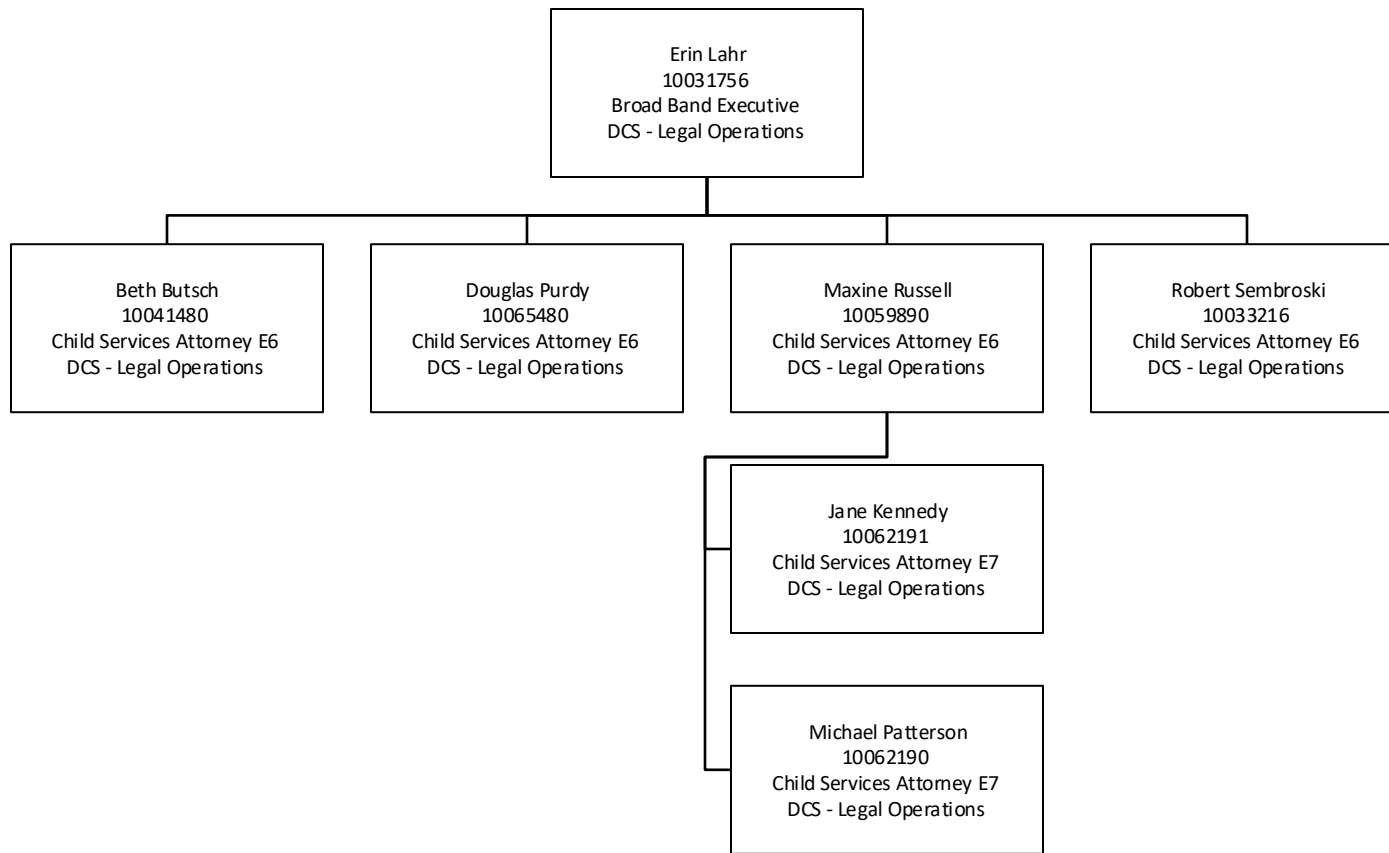 Erin Lahr
10031756
Broad Band Executive
DCS - Legal Operations
Beth Butsch
10041480
Child Services Attorney E6
DCS - Legal Operations
Douglas Purdy
10065480
Child Services Attorney E6
DCS - Legal Operations
Maxine Russell
10059890
Child Services Attorney E6
DCS - Legal Operations
Robert Sembroski
10033216
Child Services Attorney E6
DCS - Legal Operations
Jane Kennedy
10062191
Child Services Attorney E7
DCS - Legal Operations
Michael Patterson
10062190
Child Services Attorney E7
DCS - Legal Operations